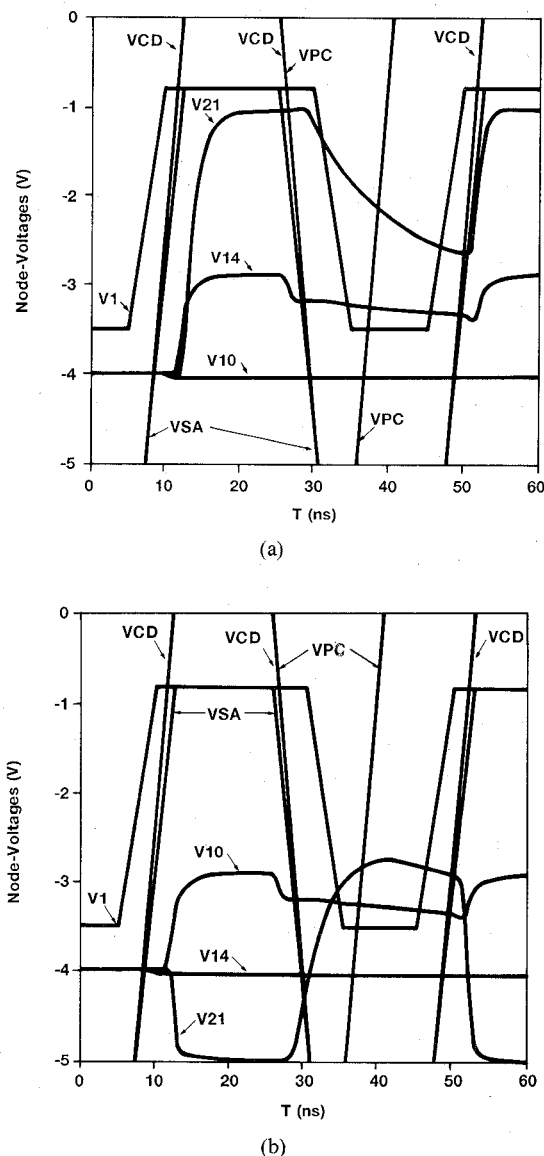 0
VCD
VCD
VPC
VCD
-1
V21
Node-Voltages (V)
-2
V14
-3
V1
V10
-4
VSA
VPC
-5
0 10 20 30 40 50 60
T (ns)
(a)
0
VCD
VCD
VPC
VCD
-1
VSA
Node-Voltages (V)
-2
V10
-3
V1
V14
-4
V21
-5
0 10 20 30 40 50 60
T (ns)
(b)